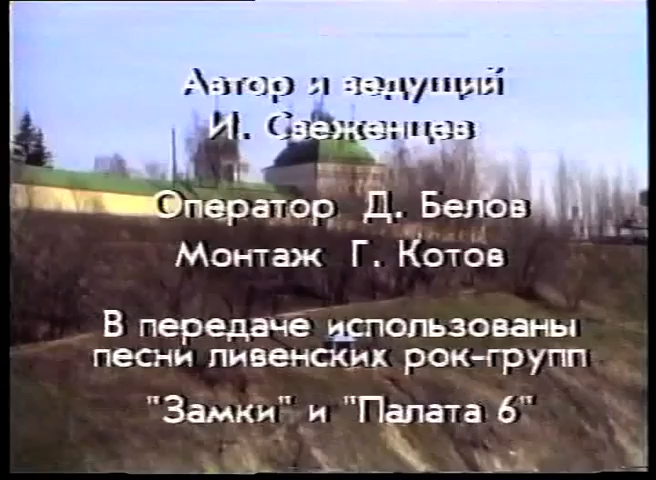 Автор и ведущий
И. Свеженцев
Оператор Д. Белов
Монтаж Г. Котов
В передаче использованы
песни ливенских рок-групп
"Замки" и "Палата 6"